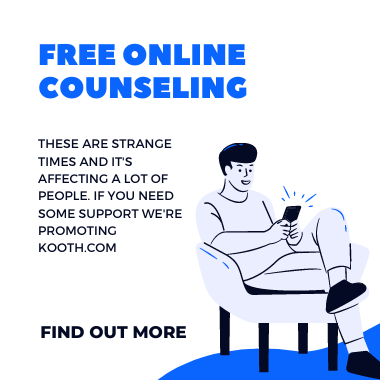 FREE ONLINE
COUNSELING
THESE ARE STRANGE
TIMES AND IT'S
AFFECTING A LOT OF
PEOPLE. IF YOU NEED
SOME SUPPORT WE'RE
PROMOTING
KOOTH.COM
FIND OUT MORE